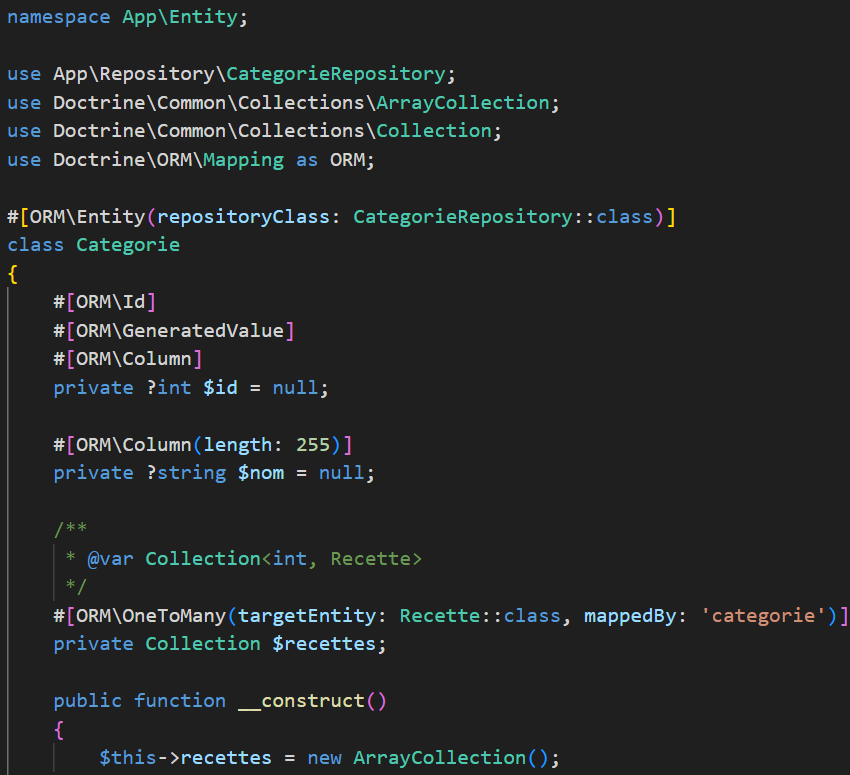 namespace App\Entity;
use App\Repository\CategorieRepository;
use Doctrine\Common\Collections\ArrayCollection;
use Doctrine\Common\Collections\Collection;
use Doctrine\ORM\Mapping as ORM;
#[ORM\Entity(repositoryClass: CategorieRepository::class)]
class Categorie
{
    #[ORM\Id]
    #[ORM\GeneratedValue]
    #[ORM\Column]
    private ?int $id = null;
    #[ORM\Column(length: 255)]
    private ?string $nom = null;
    /**
     * @var Collection<int, Recette>
     */
    #[ORM\OneToMany(targetEntity: Recette::class, mappedBy: 'categorie')]
    private Collection $recettes;
    public function __construct()
    {
        $this->recettes = new ArrayCollection();